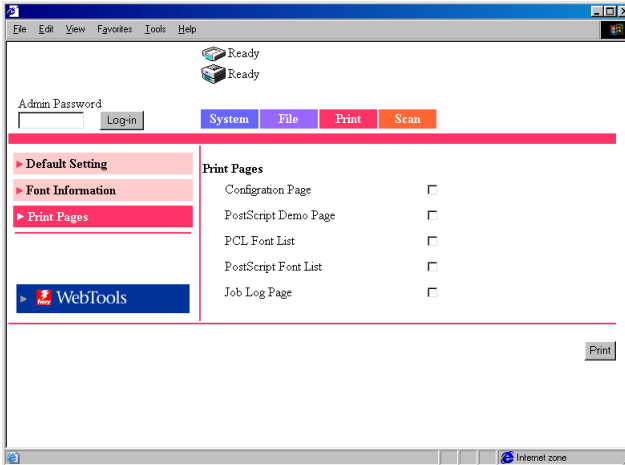 File Edit View Favorites Tools Help
Ready
Ready
Admin Password
Log-in
System File Print Scan
Default Setting
Font Information
Print Pages
fiery WebTools
Print Pages
Configration Page
PostScript Demo Page
PCL Font List
PostScript Font List
Job Log Page
Print
Internet zone